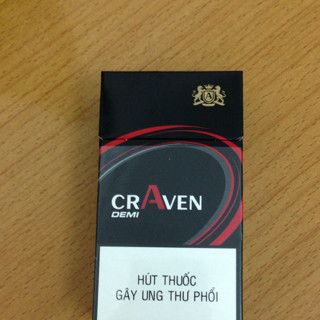 CRAVEN
DEMI
HÚT THUỐC
GÂY UNG THƯ PHỔI